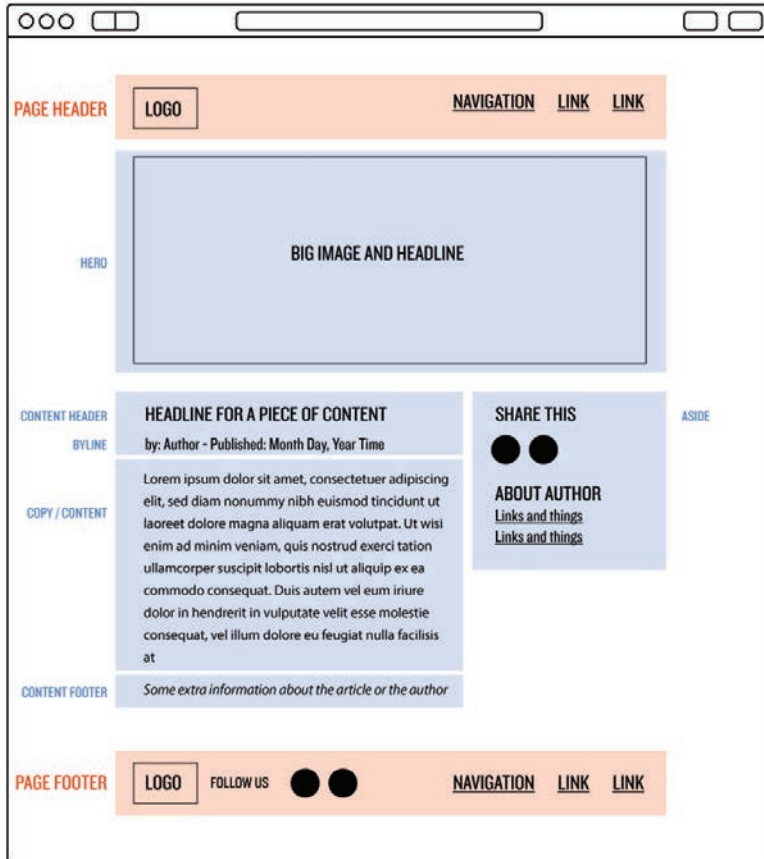 PAGE HEADER
LOGO
NAVIGATION LINK LINK
HERO
BIG IMAGE AND HEADLINE
CONTENT HEADER
HEADLINE FOR A PIECE OF CONTENT
BYLINE
by: Author - Published: Month Day, Year Time
COPY / CONTENT
Lorem ipsum dolor sit amet, consectetuer adipiscing
elit, sed diam nonummy nibh euismod tincidunt ut
laoreet dolore magna aliquam erat volutpat. Ut wisi
enim ad minim veniam, quis nostrud exerci tation
ullamcorper suscipit lobortis nisl ut aliquip ex ea
commodo consequat. Duis autem vel eum iriure
dolor in hendrerit in vulputate velit esse molestie
consequat, vel illum dolore eu feugiat nulla facilisis
at
CONTENT FOOTER
Some extra information about the article or the author
SHARE THIS
ASIDE
ABOUT AUTHOR
Links and things
Links and things
PAGE FOOTER
LOGO
FOLLOW US
NAVIGATION LINK LINK